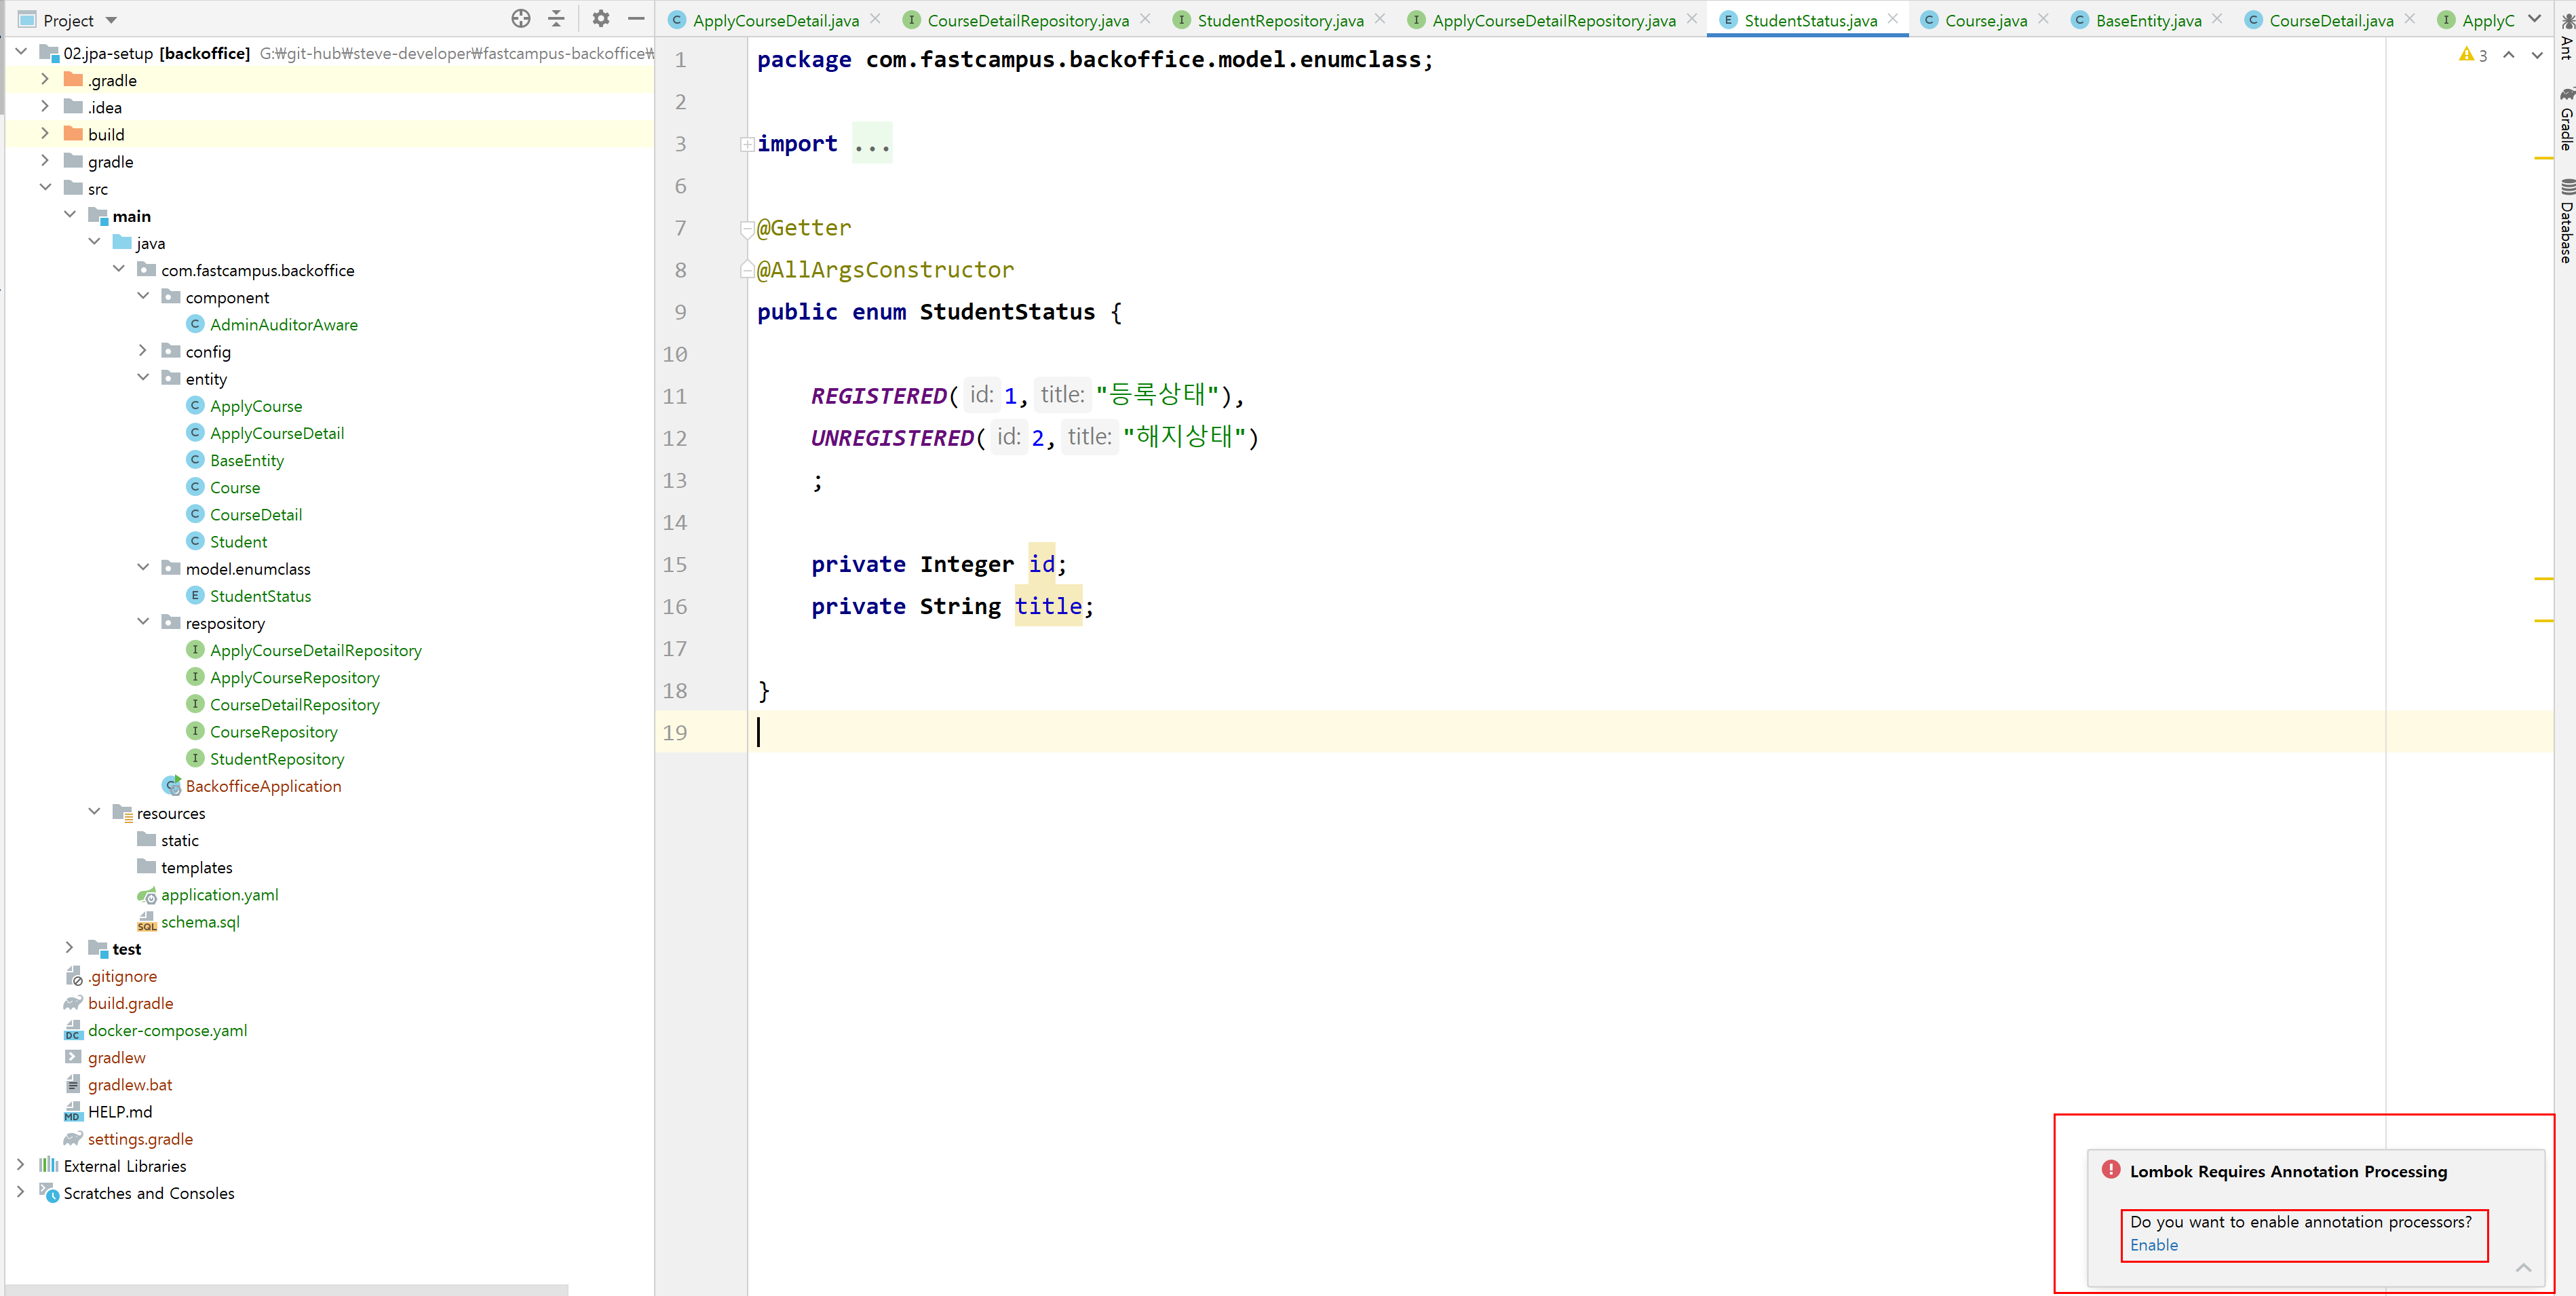 Project
02.jpa-setup [backoffice] G:₩git-hub₩steve-developer₩fastcampus-backoffice₩
.gradle
.idea
build
gradle
src
main
java
com.fastcampus.backoffice
component
AdminAuditorAware
config
entity
ApplyCourse
ApplyCourseDetail
BaseEntity
Course
CourseDetail
Student
model.enumclass
StudentStatus
respository
ApplyCourseDetailRepository
ApplyCourseRepository
CourseDetailRepository
CourseRepository
StudentRepository
BackofficeApplication
resources
static
templates
application.yaml
schema.sql
test
.gitignore
build.gradle
docker-compose.yaml
gradlew
gradlew.bat
HELP.md
settings.gradle
External Libraries
Scratches and Consoles
ApplyCourseDetail.java CourseDetailRepository.java StudentRepository.java ApplyCourseDetailRepository.java StudentStatus.java Course.java BaseEntity.java CourseDetail.java ApplyC
1 package com.fastcampus.backoffice.model.enumclass;
2
3 import ...
6
7 @Getter
8 @AllArgsConstructor
9 public enum StudentStatus {
10
11 REGISTERED( id: 1, title: "등록상태"),
12 UNREGISTERED( id: 2, title: "해지상태")
13 ;
14
15 private Integer id;
16 private String title;
17
18 }
19
3
Ant
Gradle
Database
Lombok Requires Annotation Processing
Do you want to enable annotation processors?
Enable